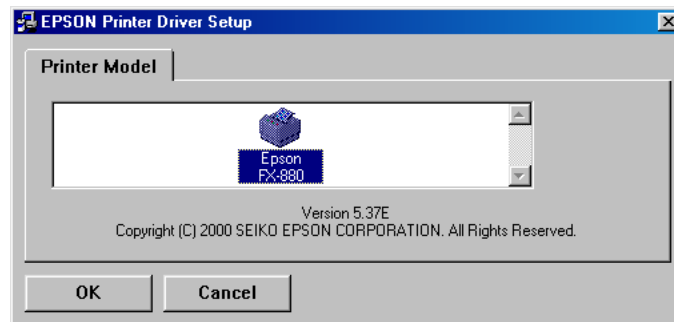 EPSON Printer Driver Setup
Printer Model
Epson
FX-880
Version 5.37E
Copyright (C) 2000 SEIKO EPSON CORPORATION. All Rights Reserved.
OK Cancel